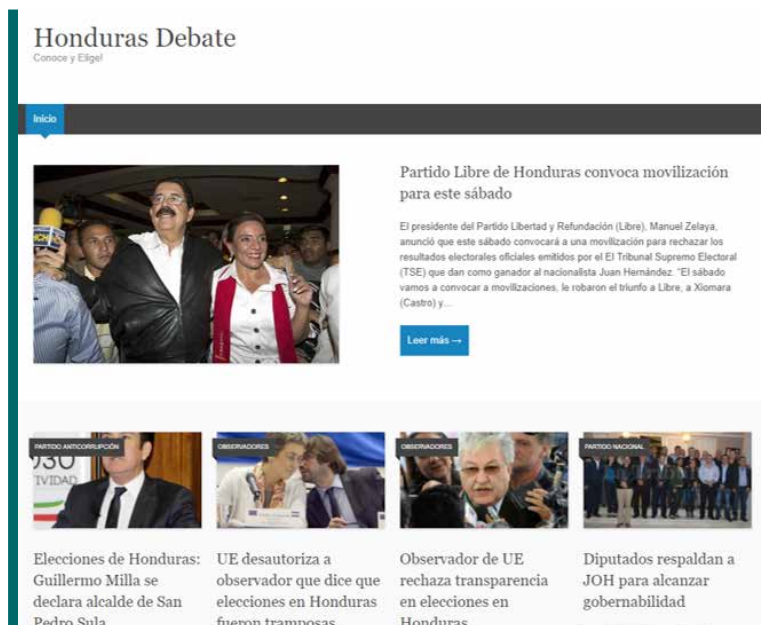 Honduras Debate
Conoce y Elige!
Inicio
Partido Libre de Honduras convoca movilización
para este sábado
El presidente del Partido Libertad y Refundación (Libre), Manuel Zelaya,
anunció que este sábado convocará a una movilización para rechazar los
resultados electorales oficiales emitidos por el El Tribunal Supremo Electoral
(TSE) que dan como ganador al nacionalista Juan Hernández. “El sábado
vamos a convocar a movilizaciones, le robaron el triunfo a Libre, a Xiomara
(Castro) y…
Leer más →
PARTIDO ANTICORRUPCIÓN
OBSERVADORES
OBSERVADORES
PARTIDO NACIONAL
Elecciones de Honduras:
Guillermo Milla se
declara alcalde de San
Pedro Sula
UE desautoriza a
observador que dice que
elecciones en Honduras
fueron tramposas
Observador de UE
rechaza transparencia
en elecciones en
Honduras
Diputados respaldan a
JOH para alcanzar
gobernabilidad